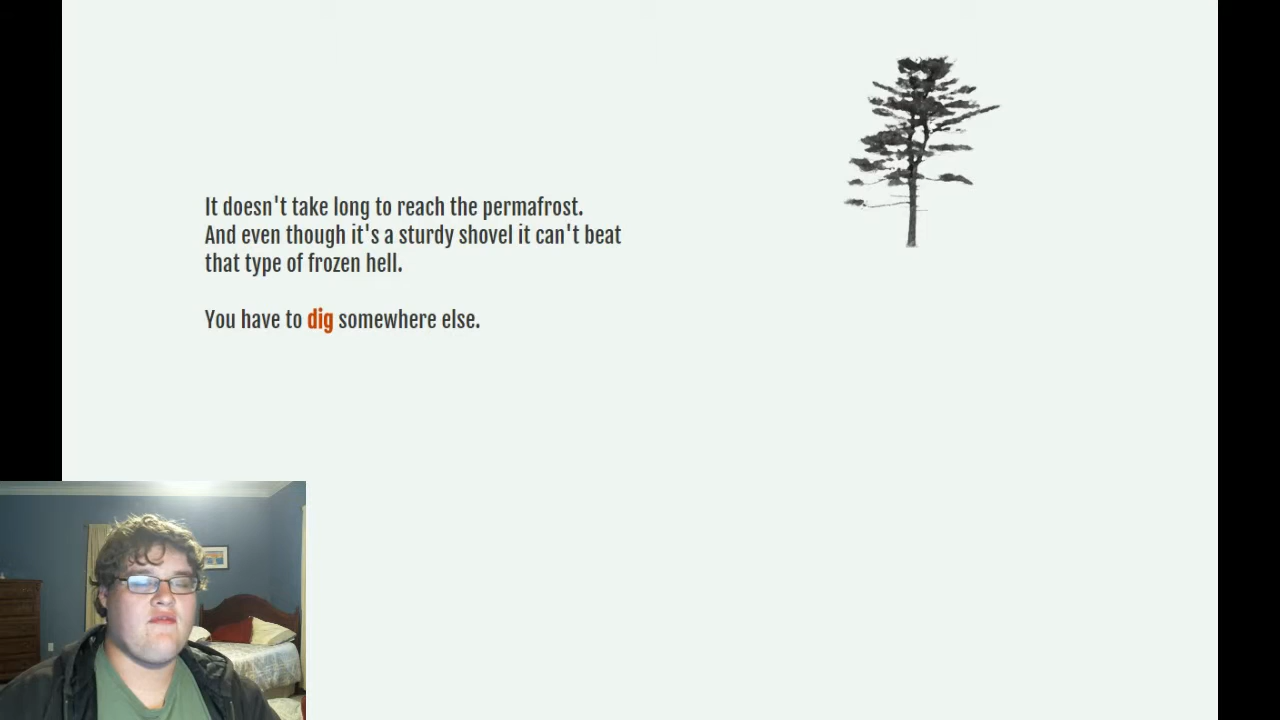 It doesn't take long to reach the permafrost.
And even though it's a sturdy shovel it can't beat
that type of frozen hell.
You have to dig somewhere else.